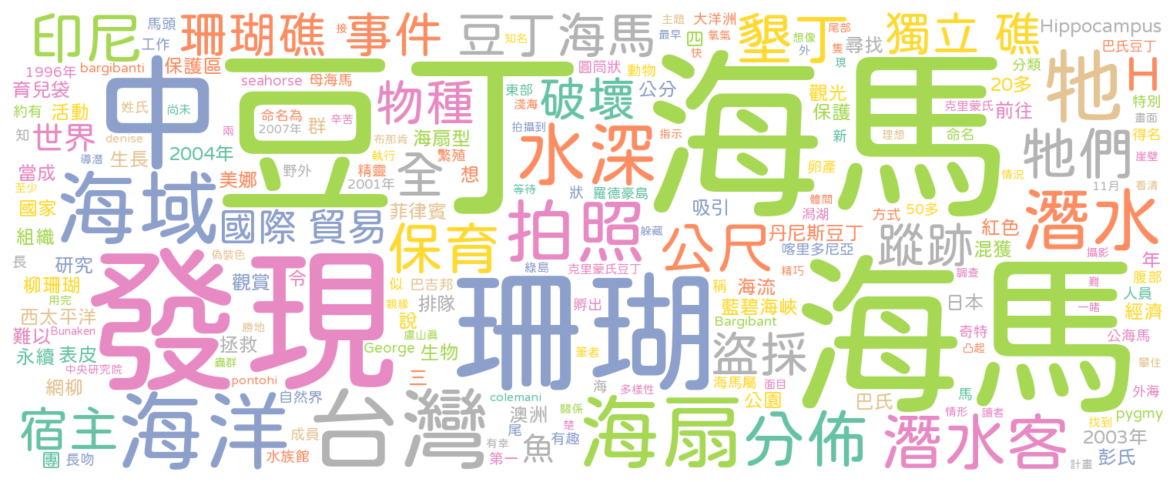 印尼
珊瑚礁
事件
豆丁海馬
墾丁
獨立
礁
Hippocampus
馬頭
工作
接
知名
主題
最早
大洋洲
氧氣
四
快
想像
外
尾部
隻
現
尋找
巴氏豆丁
分類
1996年
bargibanti
保護區
seahorse
母海馬
圓筒狀
動物
東部
淺海
公分
觀光
保護
20多
克里蒙氏
前往
牠
H
特別
畫面
育兒袋
約有
活動
姓氏
尚未
中
豆丁
海馬
物種
破壞
新
命名
得名
知
世界
denise
命名為
2007年
群
兩
辛苦
布那肯
海扇型
拍攝到
指示
理想
牠們
崖壁
導潛
生長
2004年
野外
執行
繁殖
水深
卵產
情況
當成
至少
美娜
精靈
2001年
全
想
等待
狀
羅德豪島
體間
潟湖
方式
50多
11月
看清
國家
海域
國際
貿易
菲律賓
拍照
吸引
躲藏
公尺
丹尼斯豆丁
喀里多尼亞
紅色
混獲
潛水
組織
長
偽裝色
保育
綠島
克里蒙氏豆丁
海流
精巧
蹤跡
攝影
年
柳珊瑚
研究
觀賞
令
似
巴吉邦
稱
調查
難
腹部
用完
發現
親緣
排隊
珊瑚
孵出
藍碧海峽
日本
海馬
一睹
人員
經濟
西太平洋
Bunaken
勝地
說
盧山真
Bargibant
奇特
凸起
公海馬
難以
拯救
George
生物
筆者
盜採
攀住
永續
表皮
蟲群
中央研究院
pontohi
三
海
多樣性
海馬屬
面目
馬
外海
網柳
自然界
台灣
colemani
公園
巴氏
情形
讀者
找到
pygmy
宿主
海洋
成員
澳洲
尾
關係
楚
海扇
分佈
潛水客
2003年
團
長吻
水族館
有幸
第一
魚
有趣
計畫
彭氏